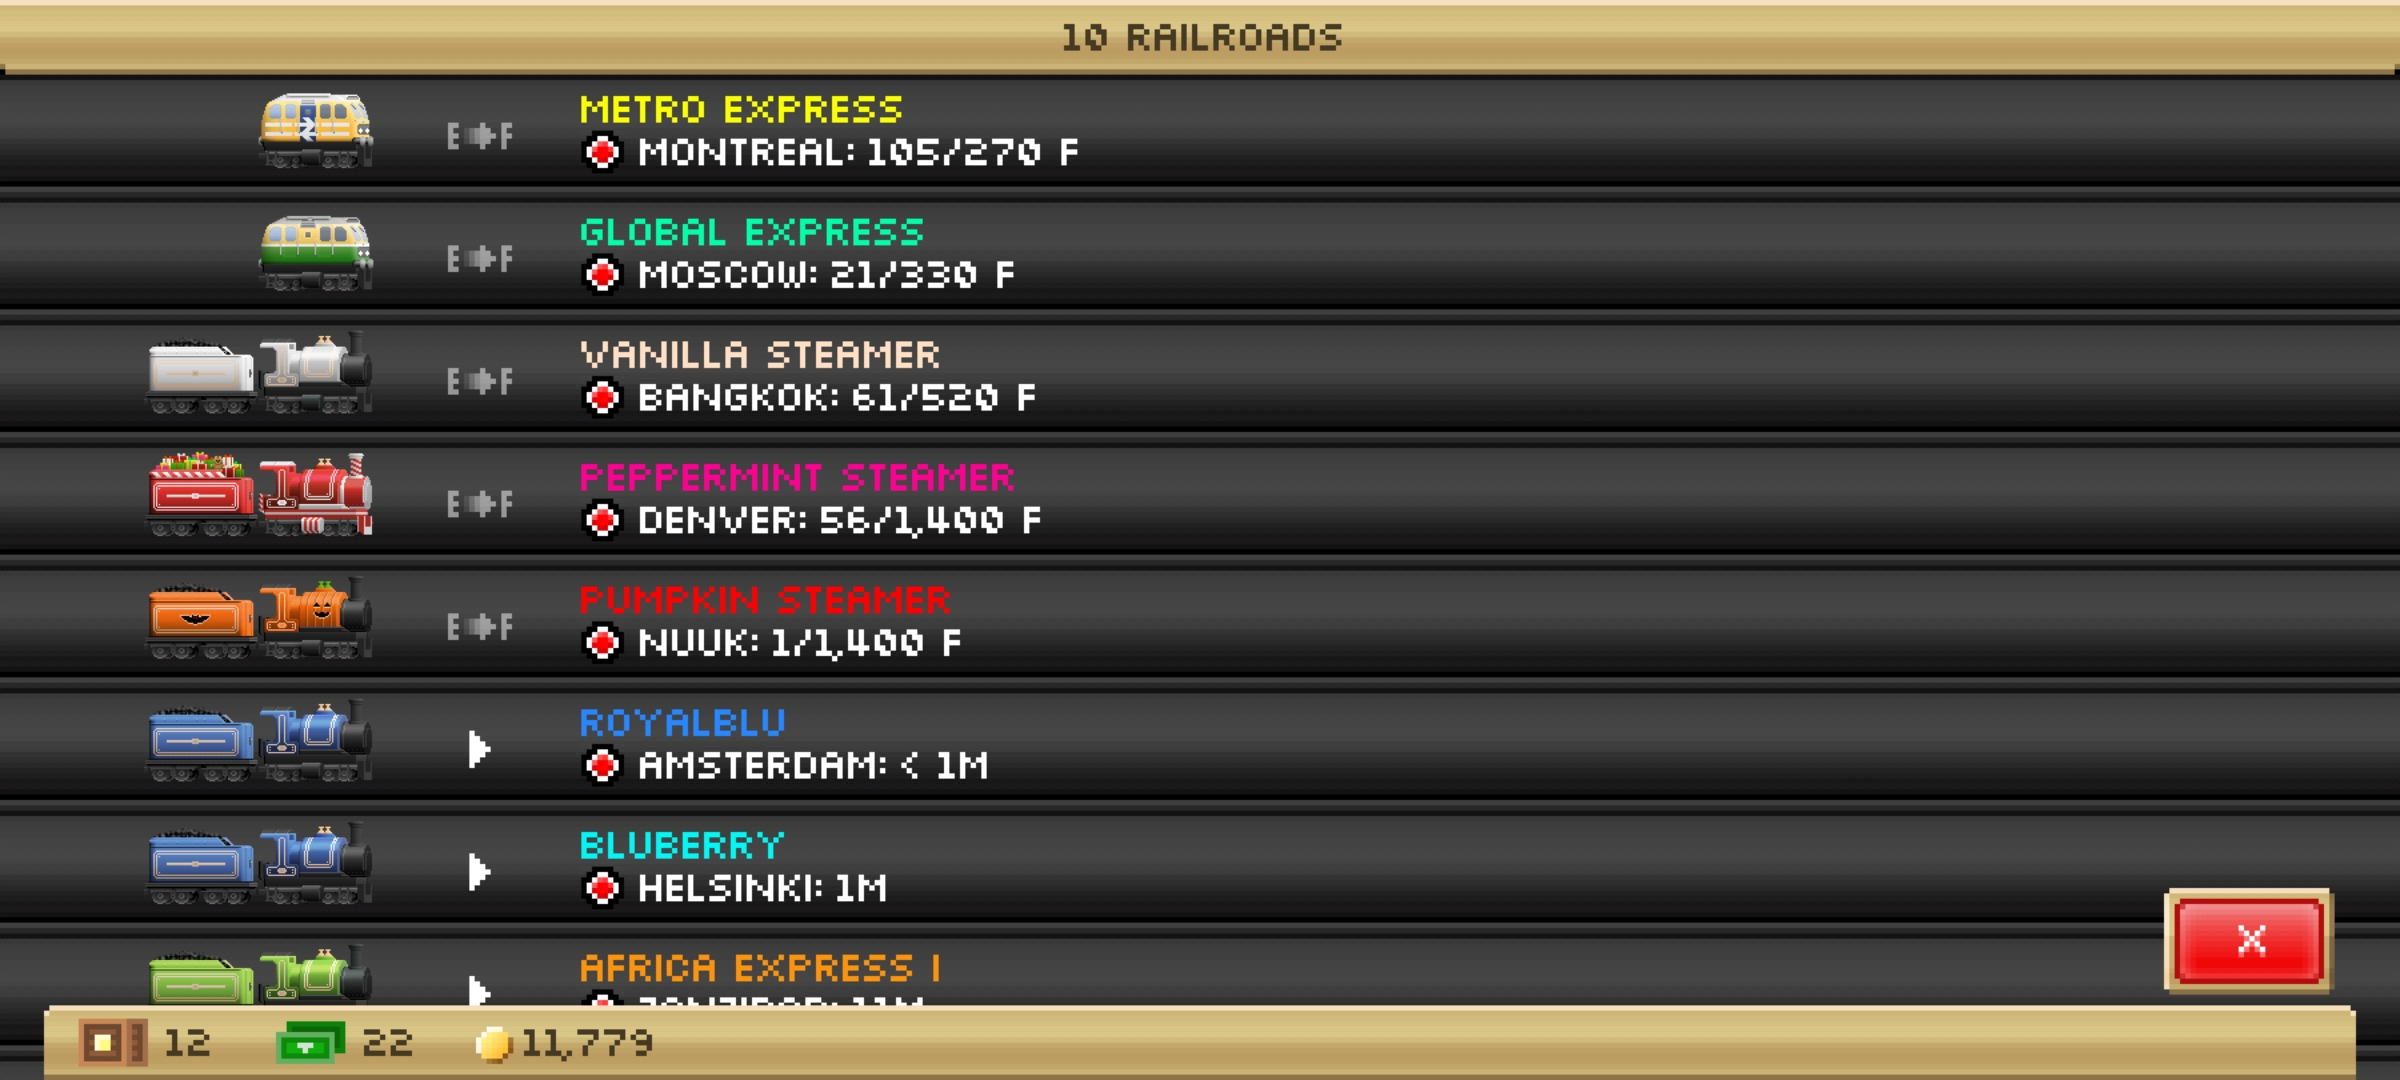 10 RAILROADS
METRO EXPRESS
E F
MONTREAL: 105/270 F
GLOBAL EXPRESS
E F
MOSCOW: 21/330 F
VANILLA STEAMER
E F
BANGKOK: 61/520 F
PEPPERMINT STEAMER
E F
DENVER: 56/1,400 F
PUMPKIN STEAMER
E F
NUUK: 1/1,400 F
ROYALBLU
AMSTERDAM: < 1M
BLUBERRY
HELSINKI: 1M
AFRICA EXPRESS I
X
12 22 11,779